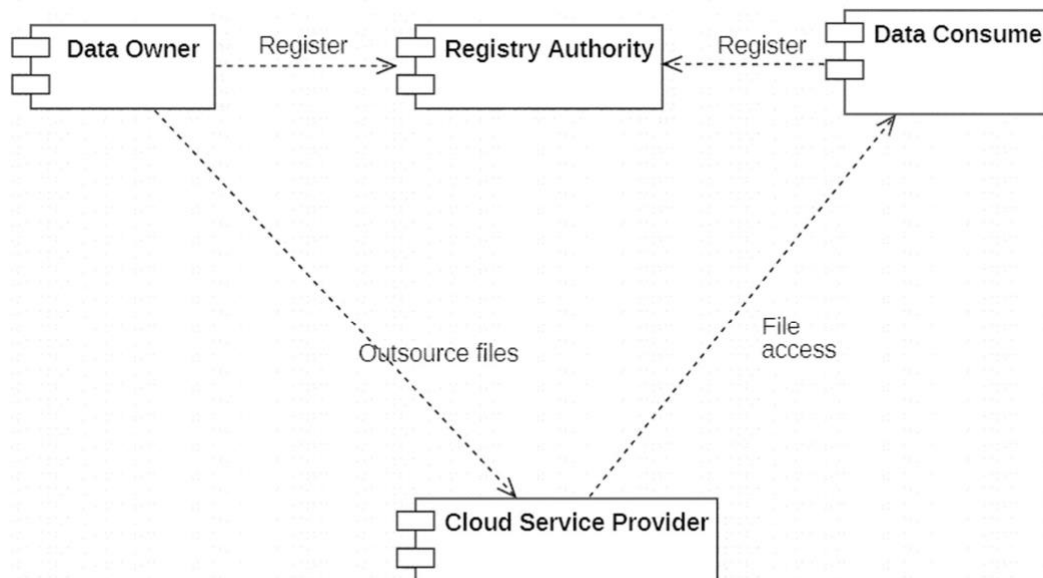 Data Owner
Register
Registry Authority
Register
Data Consume
Outsource files
File
access
Cloud Service Provider